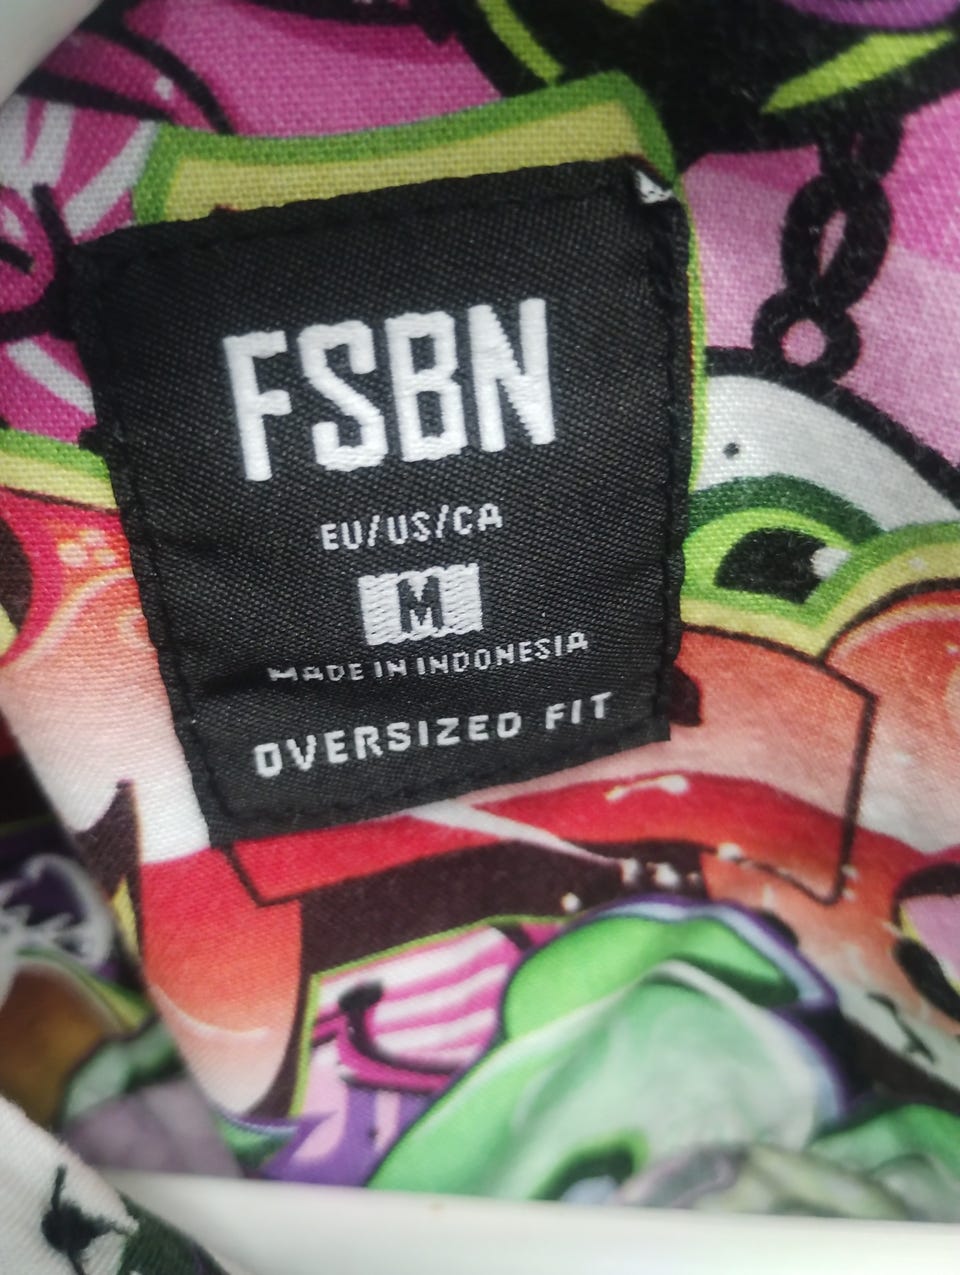 FSBN
EU/US/CA
M
MADE IN INDONESIA
OVERSIZED FIT